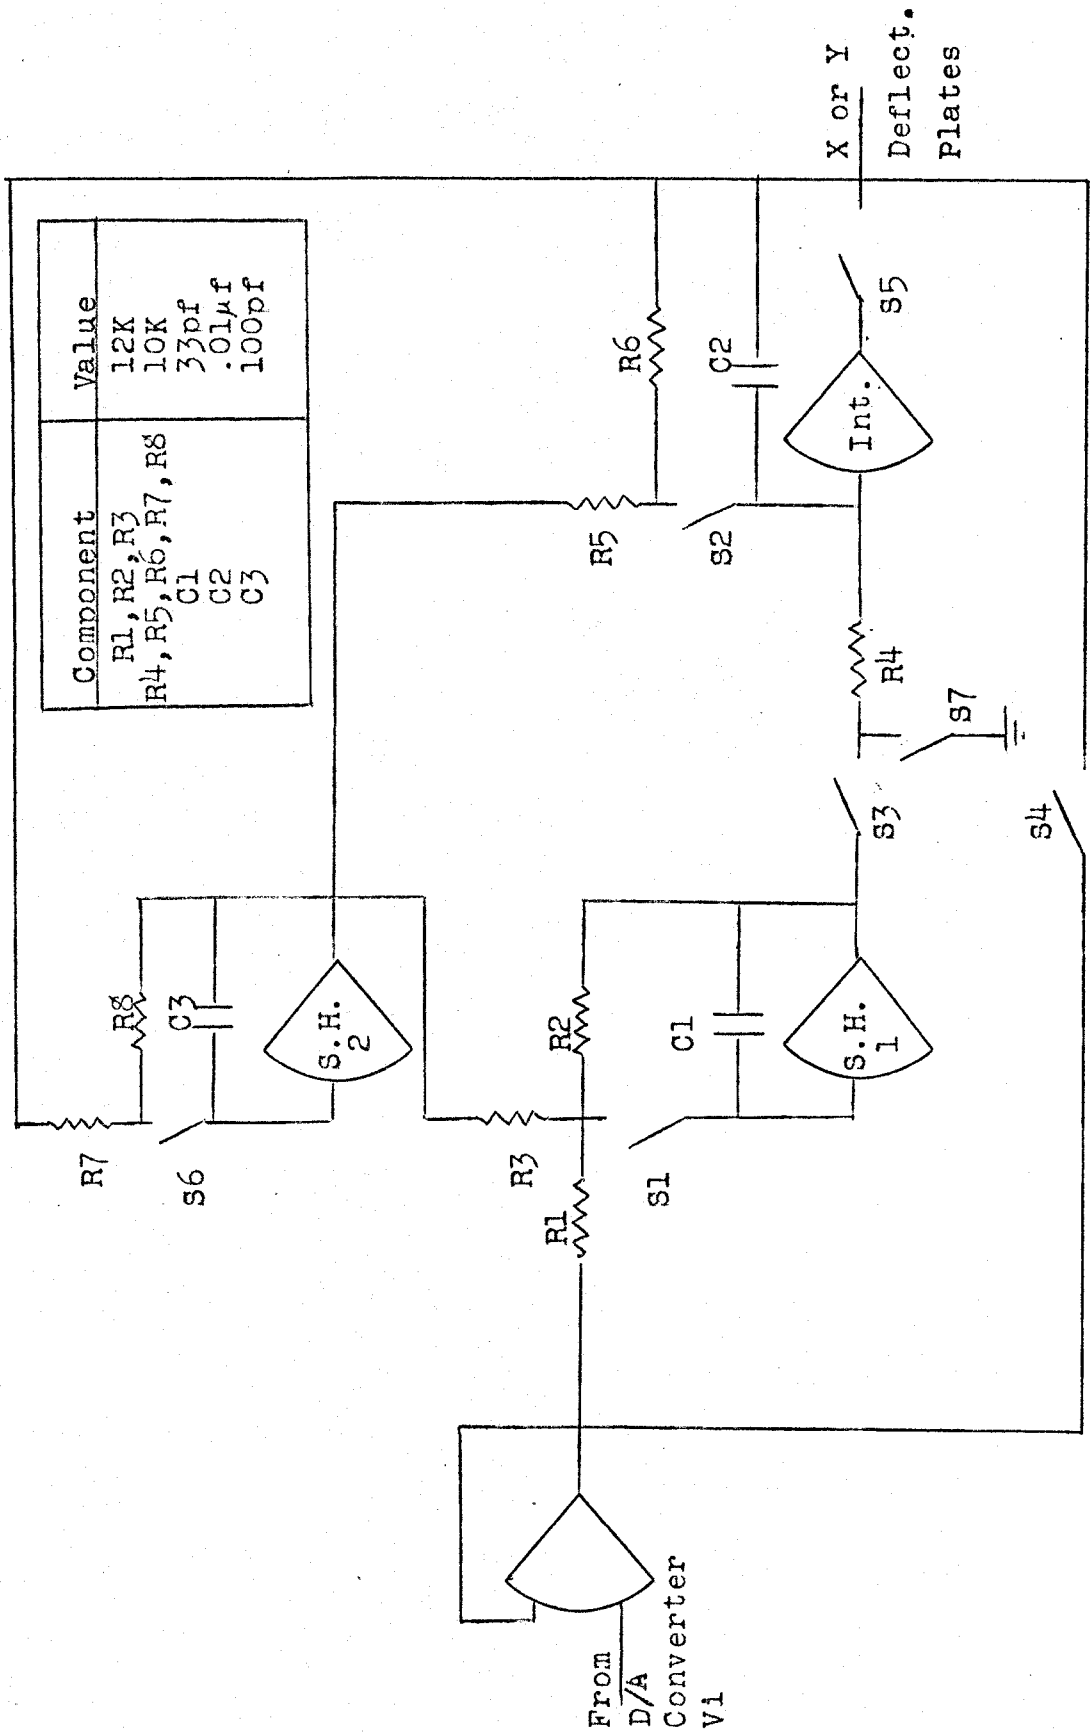 Component Value
R1,R2,R3 12K
R4,R5,R6,R7,R8 10K
C1 33pf
C2 .01μf
C3 100pf
R7
R8
S6
C3
S.H.
2
R3
R5
R6
S2
C2
R1
R2
S1
C1
S.H.
1
S3
R4
S7
Int.
S5
X or Y
Deflect.
Plates
S4
From
D/A
Converter
Vi